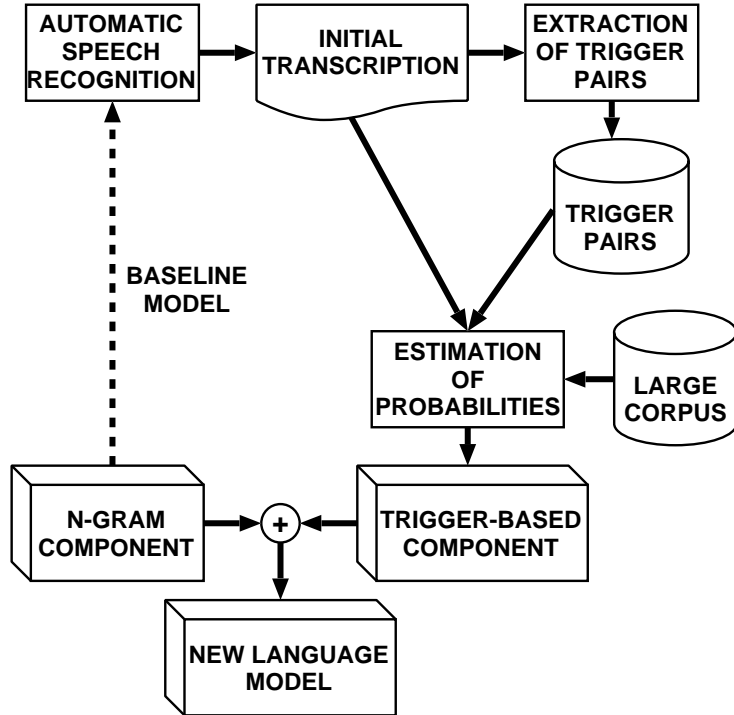 AUTOMATIC
SPEECH
RECOGNITION
INITIAL
TRANSCRIPTION
EXTRACTION
OF TRIGGER
PAIRS
TRIGGER
PAIRS
BASELINE
MODEL
ESTIMATION
OF
PROBABILITIES
LARGE
CORPUS
N-GRAM
COMPONENT
+
TRIGGER-BASED
COMPONENT
NEW LANGUAGE
MODEL